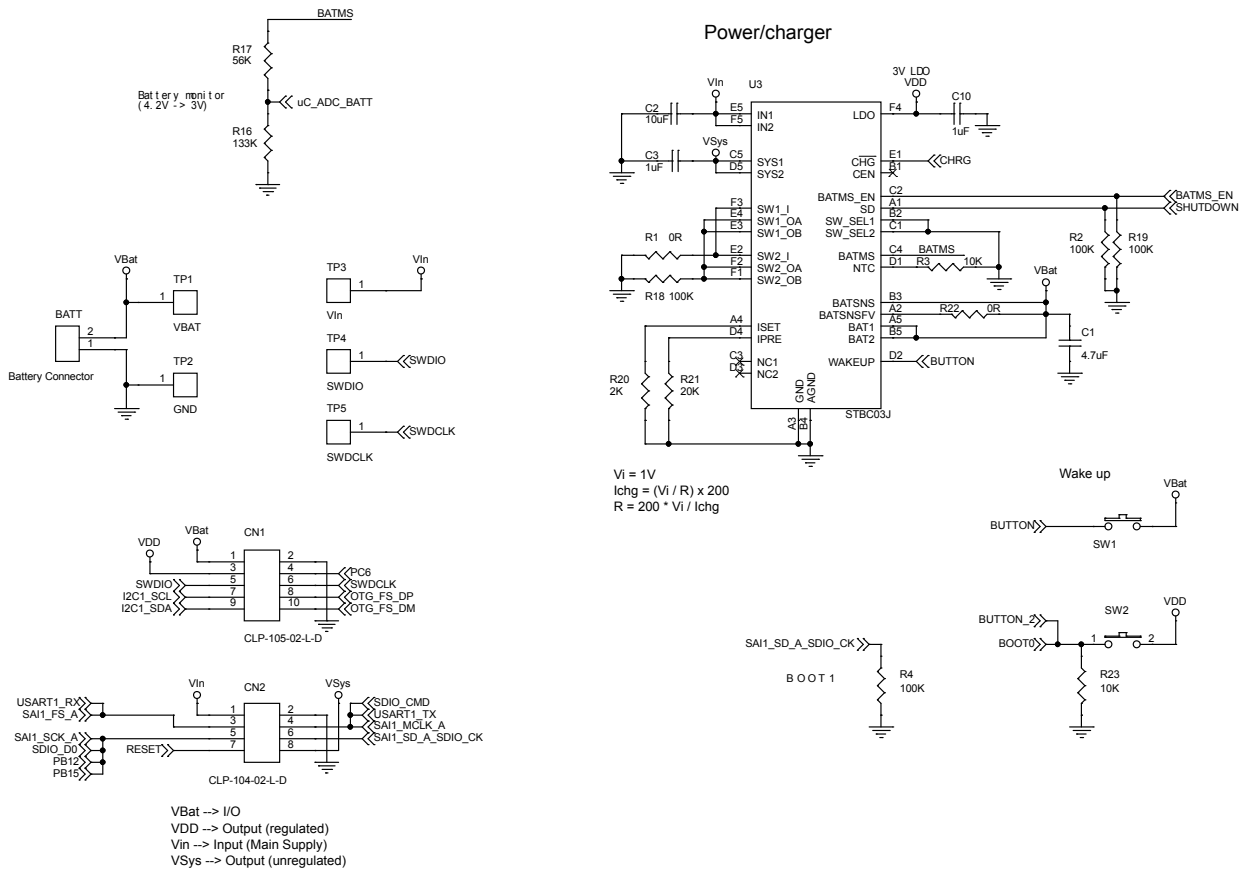 BATMS
R17
56K
Battery monitor
(4.2V -> 3V)
uC_ADC_BATT
R16
133K
Power/charger
3V LDO
VIn
U3
VDD
C10
C2
10uF
E5
F5
IN1
IN2
LDO
F4
1uF
VSys
C3
1uF
C5
D5
SYS1
SYS2
CHG
CEN
E1
B1
CHRG
BATMS_EN
SD
SW_SEL1
SW_SEL2
C2
A1
B2
C1
BATMS_EN
SHUTDOWN
F3
E4
E3
SW1_I
SW1_OA
SW1_OB
R1 0R
E2
F2
F1
SW2_I
SW2_OA
SW2_OB
R18 100K
BATMS
NTC
C4
D1
BATMS
R3
10K
R2
100K
R19
100K
VBat
BATSNS
BATSNSFV
BAT1
BAT2
B3
A2
A5
B5
R22
0R
C1
4.7uF
A4
D4
ISET
IPRE
WAKEUP
D2
BUTTON
C3
D3
NC1
NC2
R20
2K
R21
20K
GND
AGND
A3
B4
STBC03J
Vi = 1V
Ichg = (Vi / R) x 200
R = 200 * Vi / Ichg
VBat
TP1
1
VBAT
BATT
2
1
Battery Connector
TP2
1
GND
TP3
VIn
1
VIn
TP4
1
SWDIO
SWDIO
TP5
1
SWDCLK
SWDCLK
Wake up
VBat
BUTTON
SW1
VDD
VBat
CN1
1
3
5
7
9
2
4
6
8
10
SWDIO
I2C1_SCL
I2C1_SDA
PC6
SWDCLK
OTG_FS_DP
OTG_FS_DM
CLP-105-02-L-D
BUTTON_2
BOOT0
SW2
1
2
VDD
R23
10K
SAI1_SD_A_SDIO_CK
BOOT1
R4
100K
VIn
CN2
VSys
USART1_RX
SAI1_FS_A
1
3
5
7
2
4
6
8
SDIO_CMD
USART1_TX
SAI1_MCLK_A
SAI1_SD_A_SDIO_CK
SAI1_SCK_A
SDIO_D0
PB12
PB15
RESET
CLP-104-02-L-D
VBat --> I/O
VDD --> Output (regulated)
Vin --> Input (Main Supply)
VSys --> Output (unregulated)